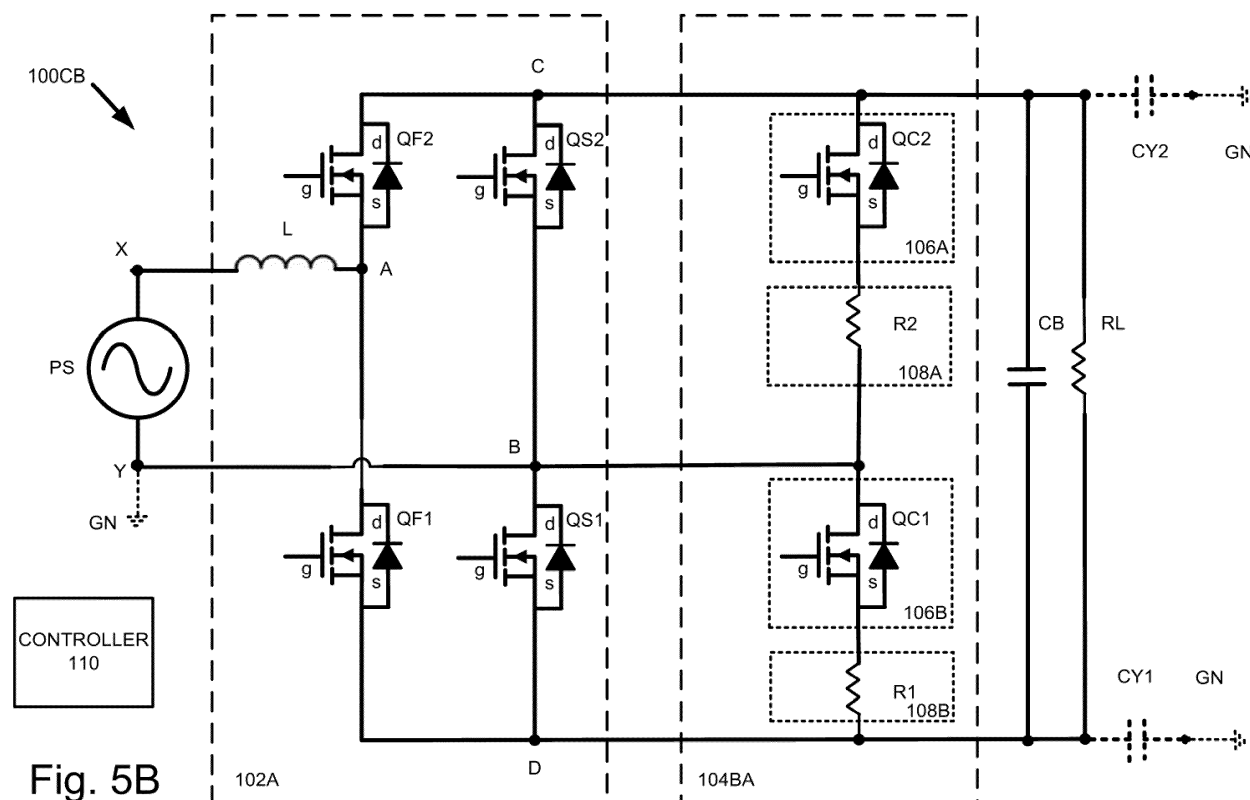 100CB
C
QF2
d
g
s
QS2
d
g
s
QC2
d
g
s
106A
CY2
GN
L
X
A
R2
108A
CB
RL
PS
B
Y
GN
QF1
d
g
s
QS1
d
g
s
QC1
d
g
s
106B
CONTROLLER
110
R1
108B
CY1
GN
D
Fig. 5B
102A
104BA